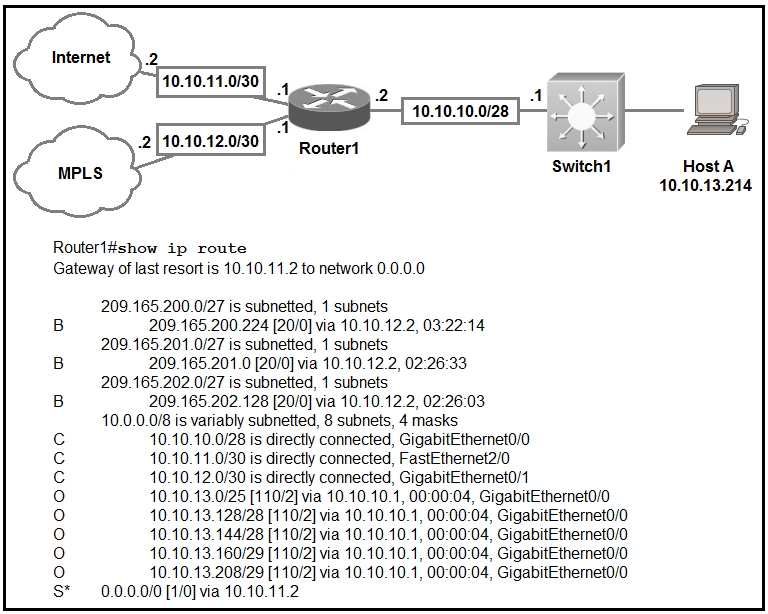 Internet
.2
10.10.11.0/30
.1
.2
10.10.10.0/28
.1
.2
10.10.12.0/30
.1
Router1
MPLS
Switch1
Host A
10.10.13.214
Router1#show ip route
Gateway of last resort is 10.10.11.2 to network 0.0.0.0
209.165.200.0/27 is subnetted, 1 subnets
B 209.165.200.224 [20/0] via 10.10.12.2, 03:22:14
209.165.201.0/27 is subnetted, 1 subnets
B 209.165.201.0 [20/0] via 10.10.12.2, 02:26:33
209.165.202.0/27 is subnetted, 1 subnets
B 209.165.202.128 [20/0] via 10.10.12.2, 02:26:03
10.0.0.0/8 is variably subnetted, 8 subnets, 4 masks
C 10.10.10.0/28 is directly connected, GigabitEthernet0/0
C 10.10.11.0/30 is directly connected, FastEthernet2/0
C 10.10.12.0/30 is directly connected, GigabitEthernet0/1
O 10.10.13.0/25 [110/2] via 10.10.10.1, 00:00:04, GigabitEthernet0/0
O 10.10.13.128/28 [110/2] via 10.10.10.1, 00:00:04, GigabitEthernet0/0
O 10.10.13.144/28 [110/2] via 10.10.10.1, 00:00:04, GigabitEthernet0/0
O 10.10.13.160/29 [110/2] via 10.10.10.1, 00:00:04, GigabitEthernet0/0
O 10.10.13.208/29 [110/2] via 10.10.10.1, 00:00:04, GigabitEthernet0/0
S* 0.0.0.0/0 [1/0] via 10.10.11.2